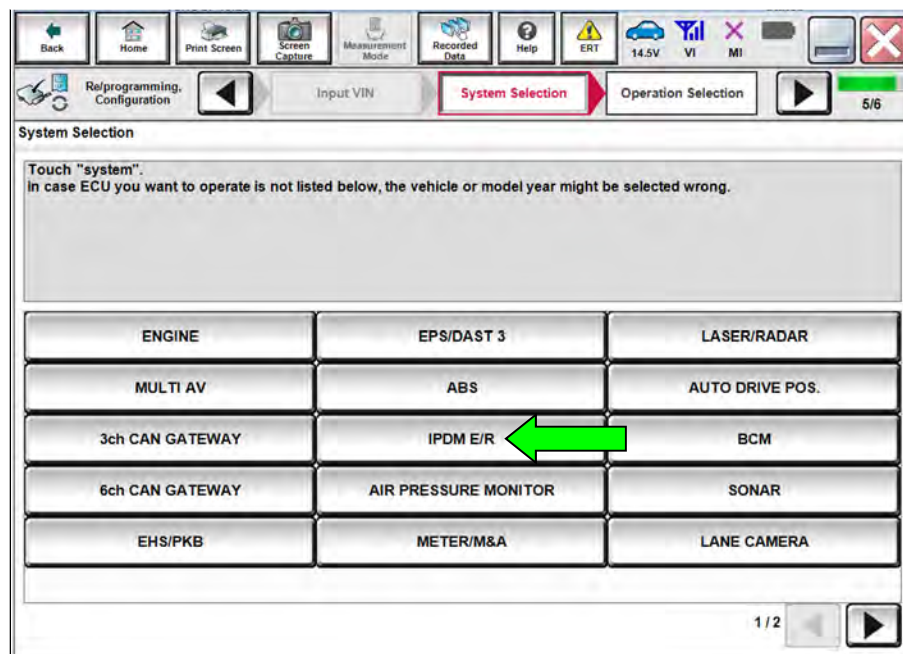 Back
Home
Print Screen
Screen
Capture
Measurement
Mode
Recorded
Data
Help
ERT
14.5V
VI
MI
Re/programming,
Configuration
Input VIN
System Selection
Operation Selection
5/6
System Selection
Touch "system".
In case ECU you want to operate is not listed below, the vehicle or model year might be selected wrong.
ENGINE
EPS/DAST 3
LASER/RADAR
MULTI AV
ABS
AUTO DRIVE POS.
3ch CAN GATEWAY
IPDM E/R
BCM
6ch CAN GATEWAY
AIR PRESSURE MONITOR
SONAR
EHS/PKB
METER/M&A
LANE CAMERA
1/2